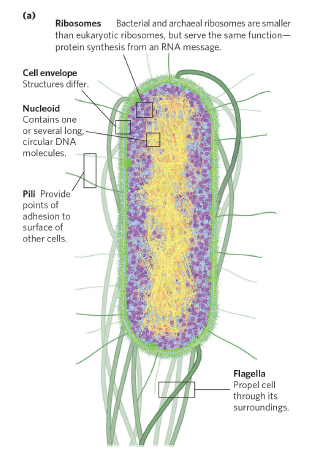 (a)
Ribosomes Bacterial and archaeal ribosomes are smaller
than eukaryotic ribosomes, but serve the same function—
protein synthesis from an RNA message.
Cell envelope
Structures differ.
Nucleoid
Contains one
or several long,
circular DNA
molecules.
Pili Provide
points of
adhesion to
surface of
other cells.
Flagella
Propel cell
through its
surroundings.